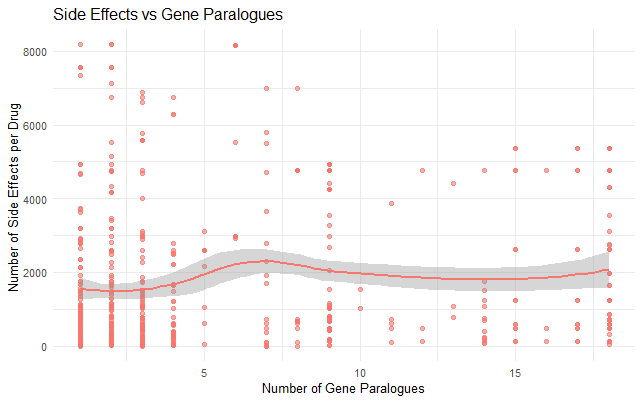 Side Effects vs Gene Paralogues
Number of Side Effects per Drug
8000
6000
4000
2000
0
5
10
15
Number of Gene Paralogues